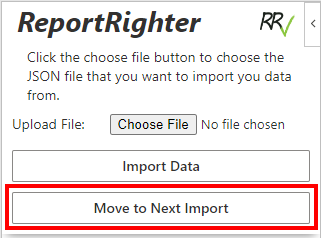 ReportRighter RR
Click the choose file button to choose the
JSON file that you want to import you data
from.
Upload File: Choose File No file chosen
Import Data
Move to Next Import